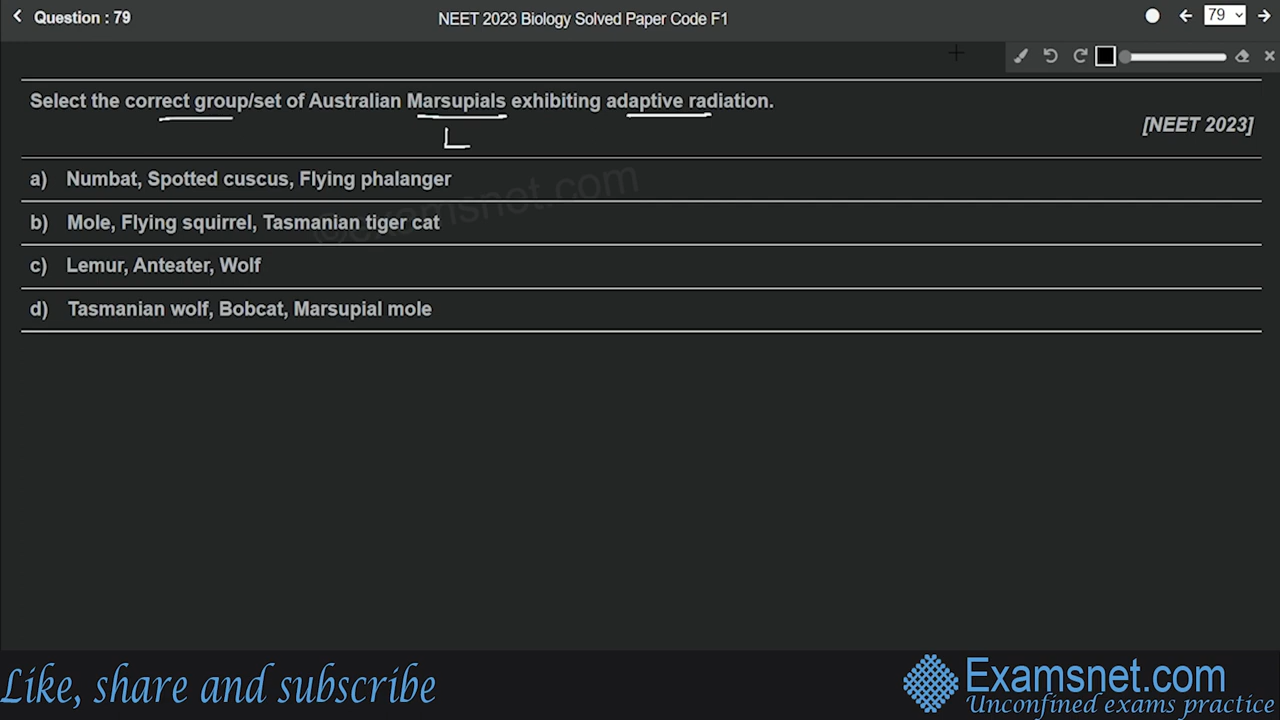 Question : 79
NEET 2023 Biology Solved Paper Code F1
79
Select the correct group/set of Australian Marsupials exhibiting adaptive radiation.
[NEET 2023]
a) Numbat, Spotted cuscus, Flying phalanger
b) Mole, Flying squirrel, Tasmanian tiger cat
c) Lemur, Anteater, Wolf
d) Tasmanian wolf, Bobcat, Marsupial mole
©examsnet.com
Like, share and subscribe
Examsnet.com
Unconfined exams practice